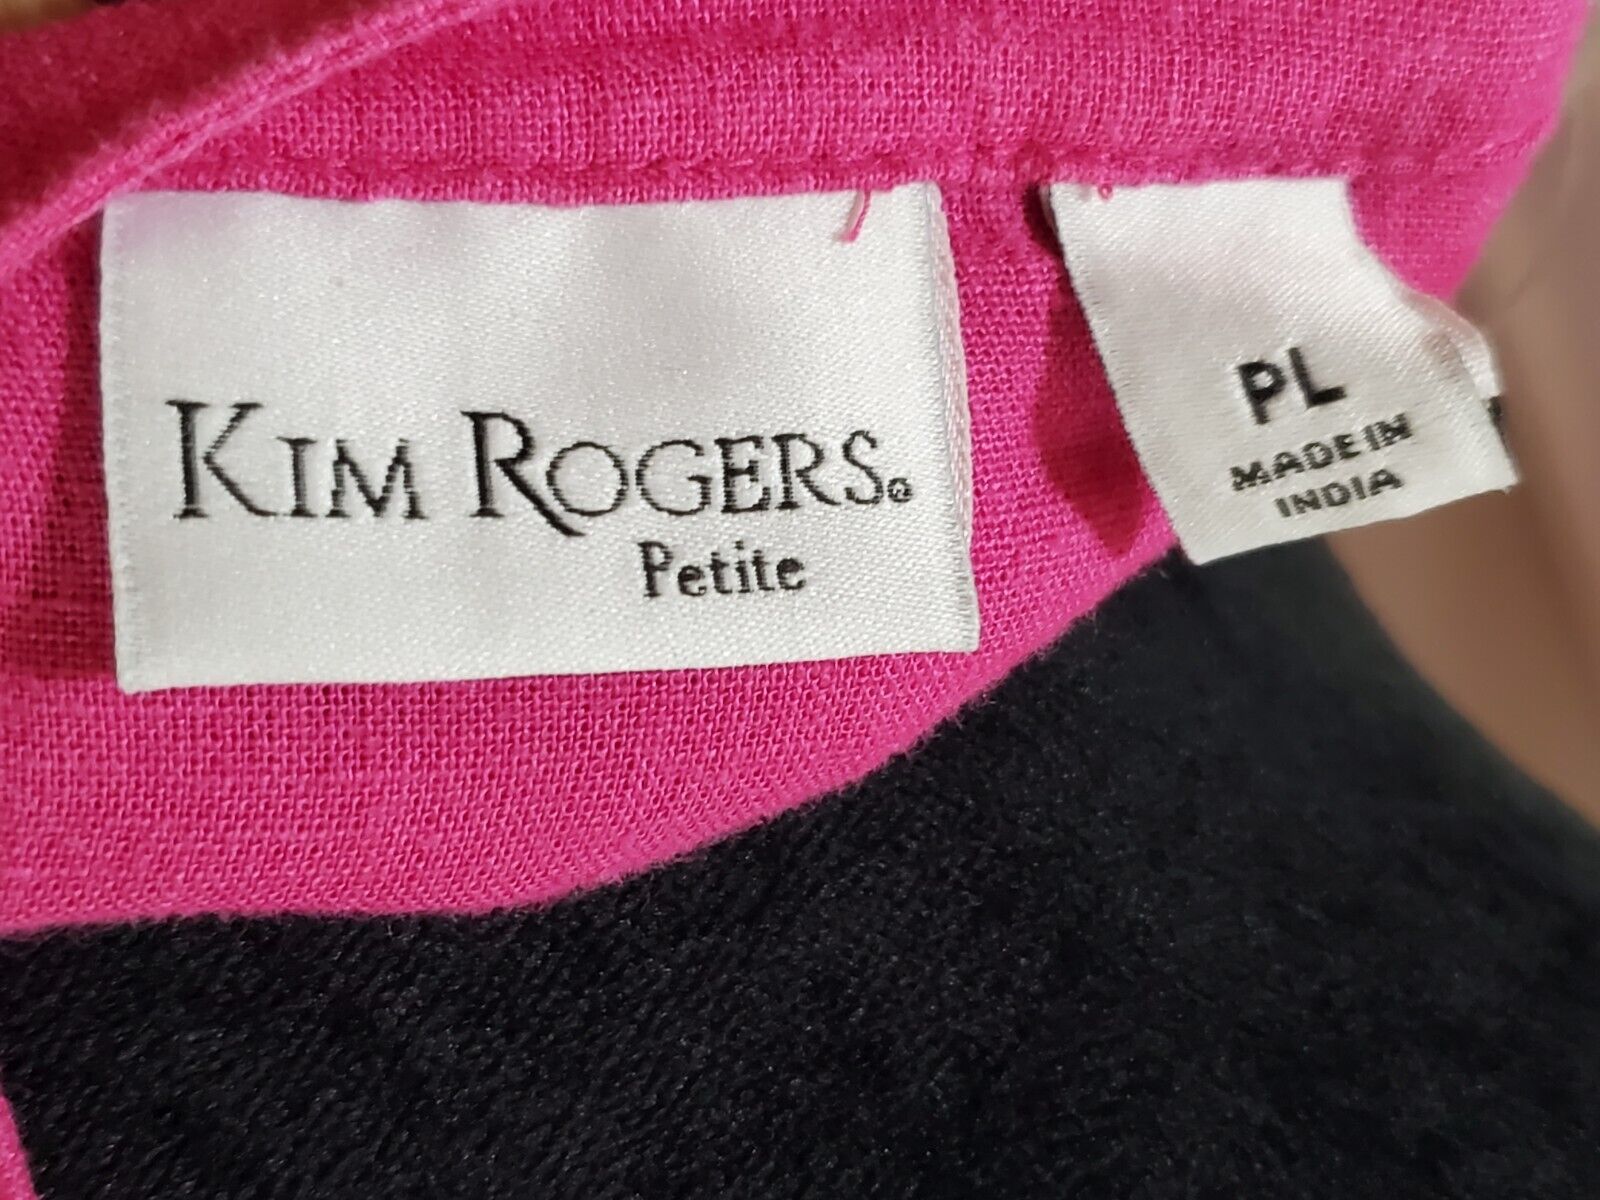 KIM ROGERS®
Petite
PL
MADE IN
INDIA